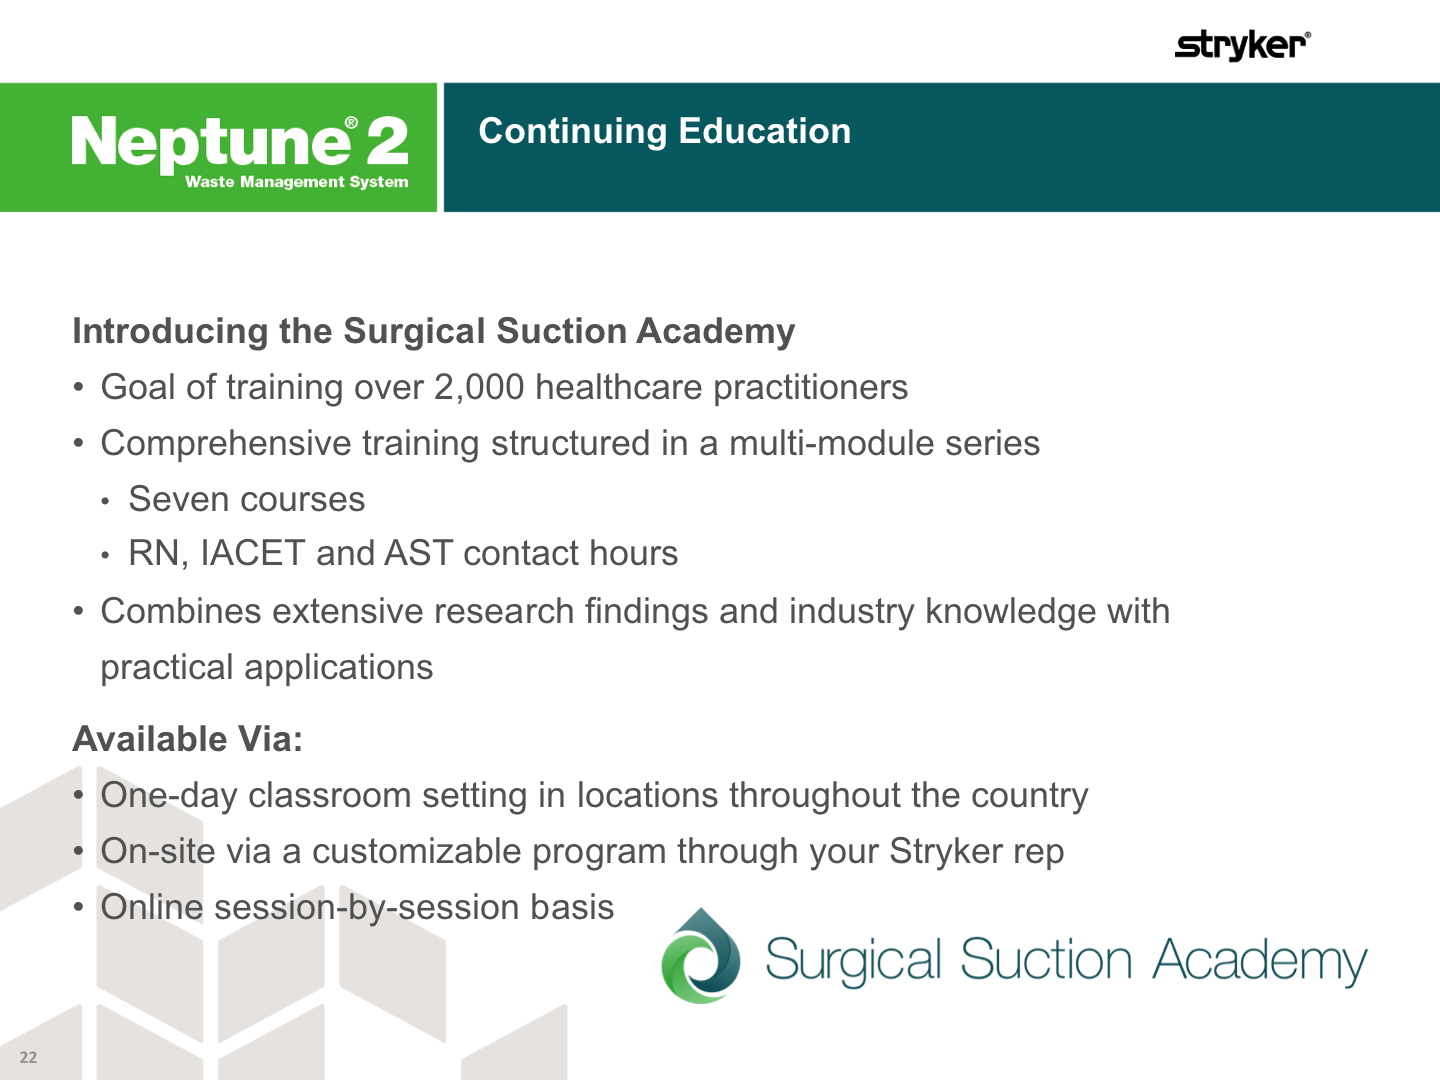 stryker®
Neptune® 2
Waste Management System
Continuing Education
Introducing the Surgical Suction Academy
• Goal of training over 2,000 healthcare practitioners
• Comprehensive training structured in a multi-module series
• Seven courses
• RN, IACET and AST contact hours
• Combines extensive research findings and industry knowledge with
practical applications
Available Via:
• One-day classroom setting in locations throughout the country
• On-site via a customizable program through your Stryker rep
• Online session-by-session basis
Surgical Suction Academy
22